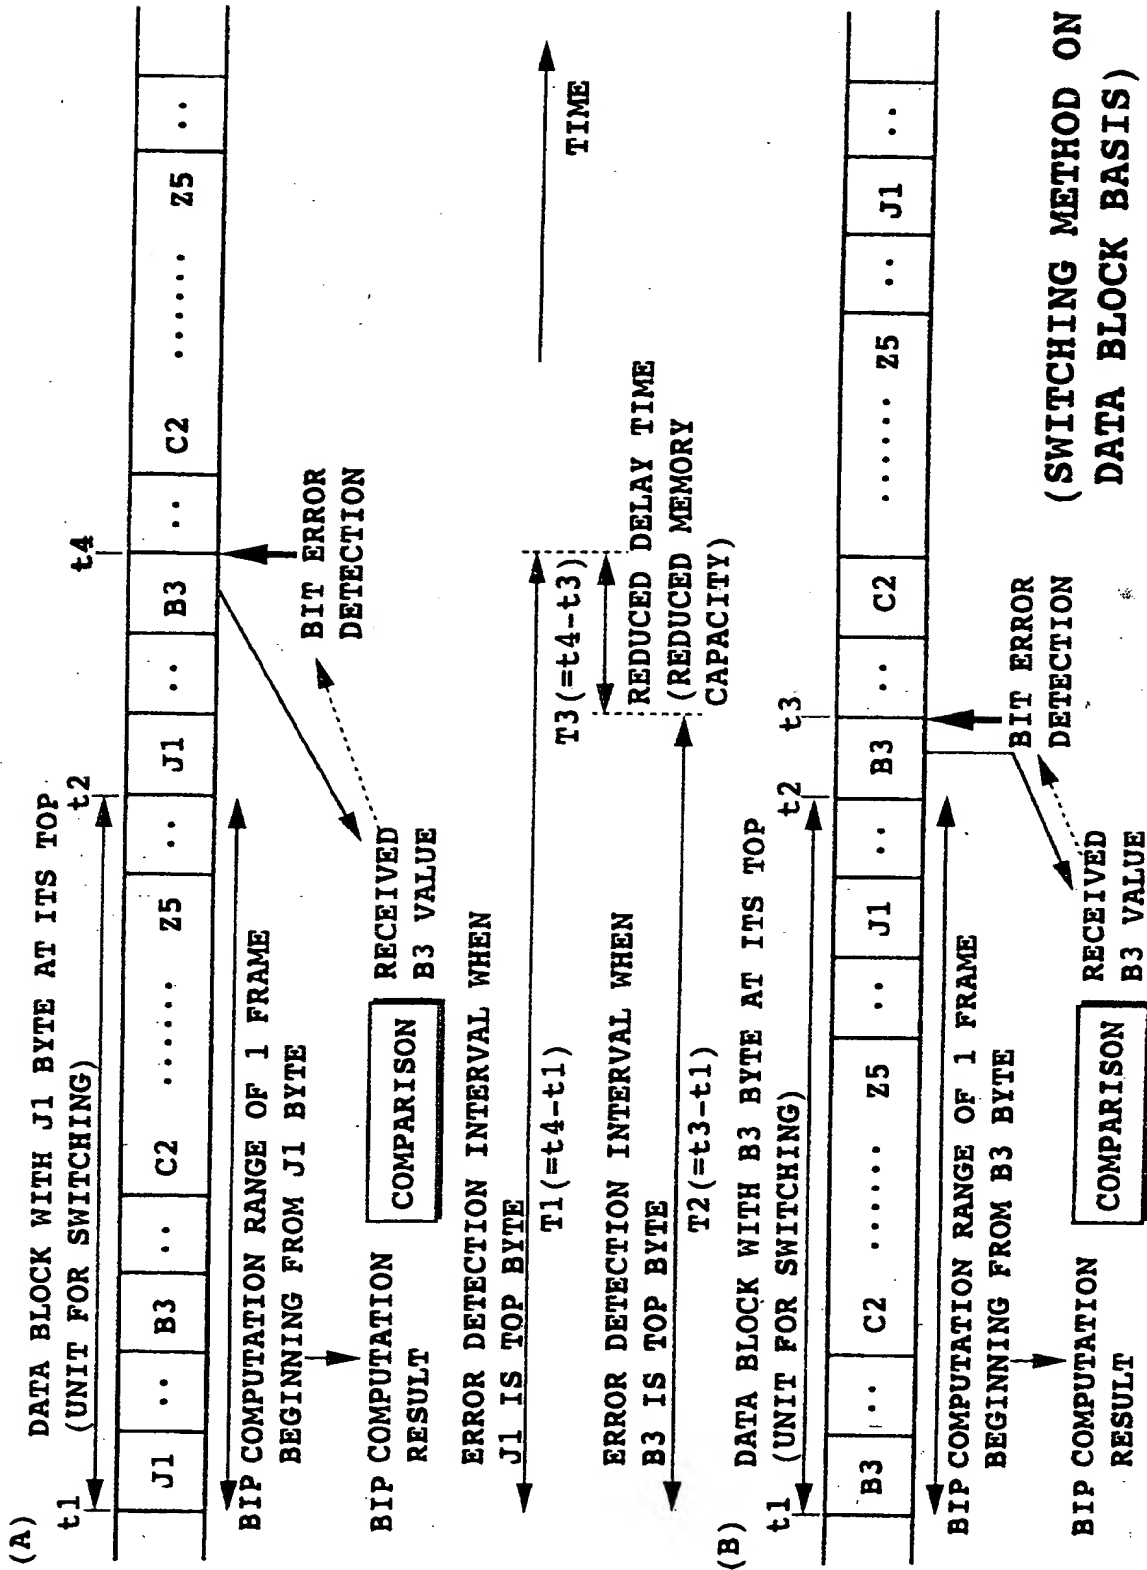 (A)
DATA BLOCK WITH J1 BYTE AT ITS TOP
(UNIT FOR SWITCHING)
t1
t2
t4
J1 ·· B3 ·· C2 ······ Z5 ·· J1 ·· B3 ·· C2 ······ Z5 ··
BIP COMPUTATION RANGE OF 1 FRAME
BEGINNING FROM J1 BYTE
BIT ERROR
DETECTION
BIP COMPUTATION
RESULT
COMPARISON
RECEIVED
B3 VALUE
ERROR DETECTION INTERVAL WHEN
J1 IS TOP BYTE
T1(=t4-t1)
T3(=t4-t3)
TIME
ERROR DETECTION INTERVAL WHEN
B3 IS TOP BYTE
T2(=t3-t1)
REDUCED DELAY TIME
(REDUCED MEMORY
CAPACITY)
(B)
DATA BLOCK WITH B3 BYTE AT ITS TOP
(UNIT FOR SWITCHING)
t1
t2
t3
B3 ·· C2 ······ Z5 ·· J1 ·· B3 ·· C2 ······ Z5 ·· J1 ··
BIP COMPUTATION RANGE OF 1 FRAME
BEGINNING FROM B3 BYTE
BIT ERROR
DETECTION
BIP COMPUTATION
RESULT
COMPARISON
RECEIVED
B3 VALUE
(SWITCHING METHOD ON
DATA BLOCK BASIS)